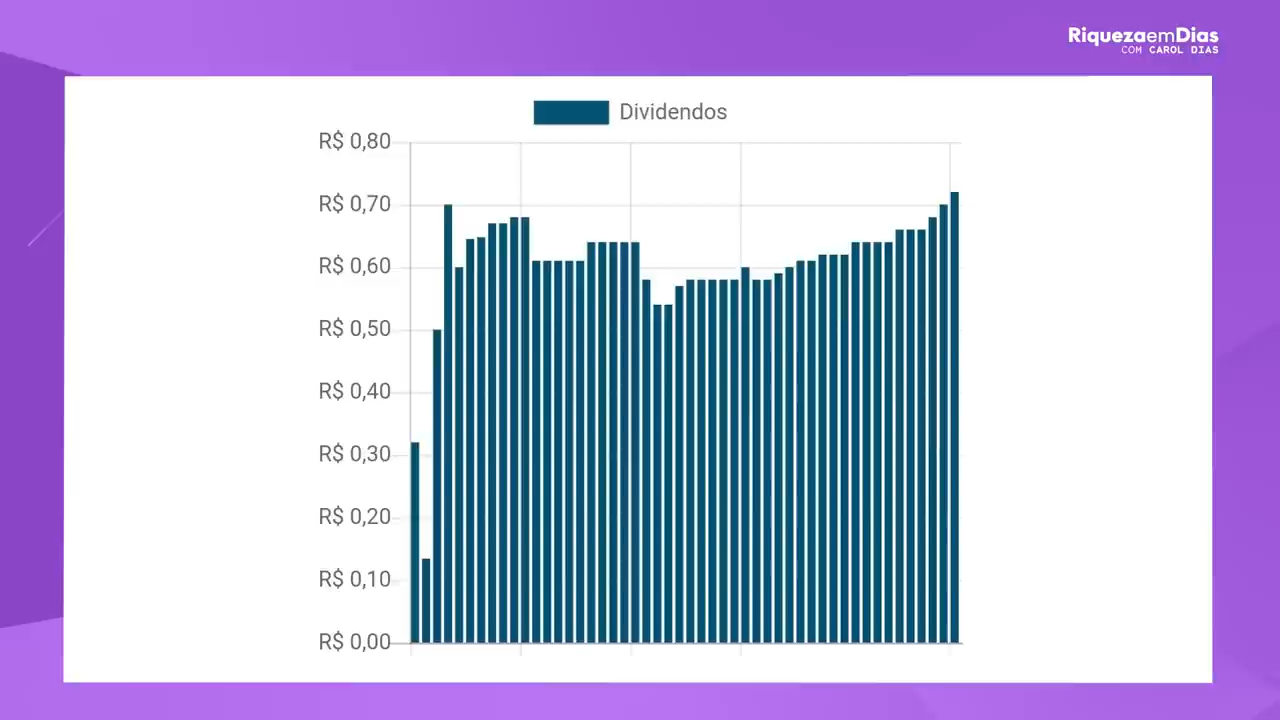 RiquezaemDias
COM CAROL DIAS
Dividendos
R$ 0,80
R$ 0,70
R$ 0,60
R$ 0,50
R$ 0,40
R$ 0,30
R$ 0,20
R$ 0,10
R$ 0,00